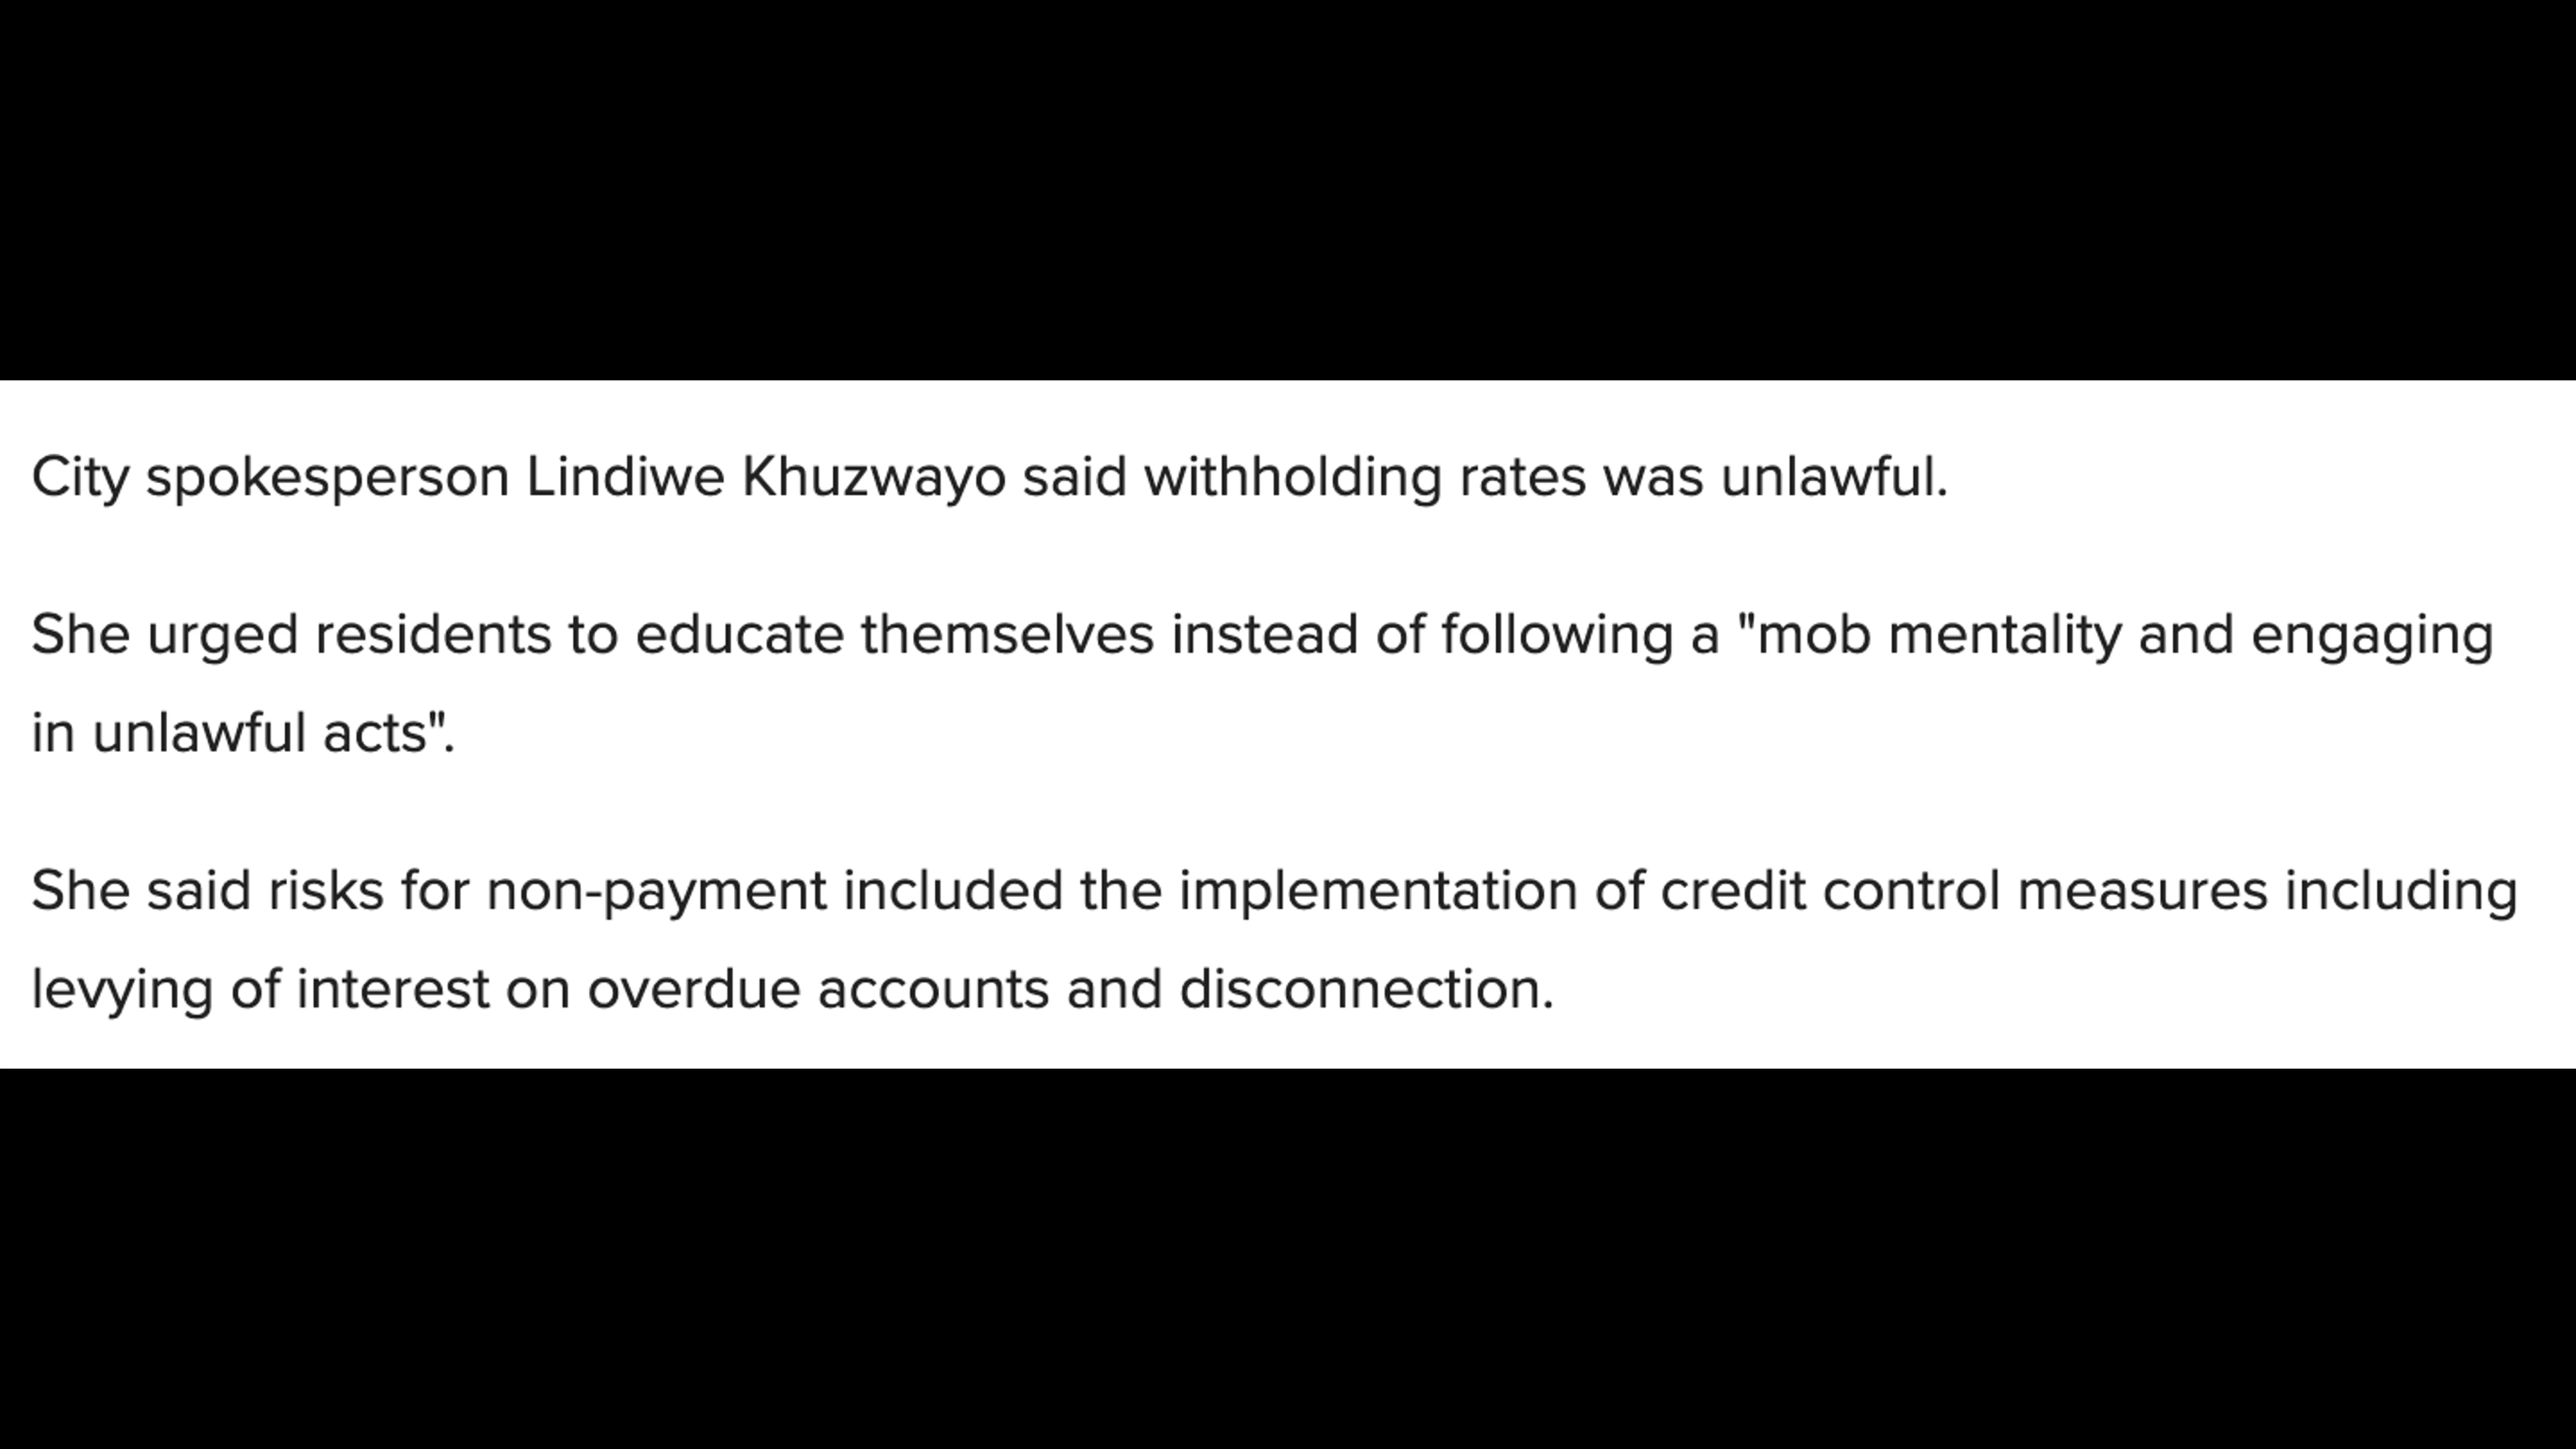 City spokesperson Lindiwe Khuzwayo said withholding rates was unlawful.
She urged residents to educate themselves instead of following a "mob mentality and engaging
in unlawful acts".
She said risks for non-payment included the implementation of credit control measures including
levying of interest on overdue accounts and disconnection.